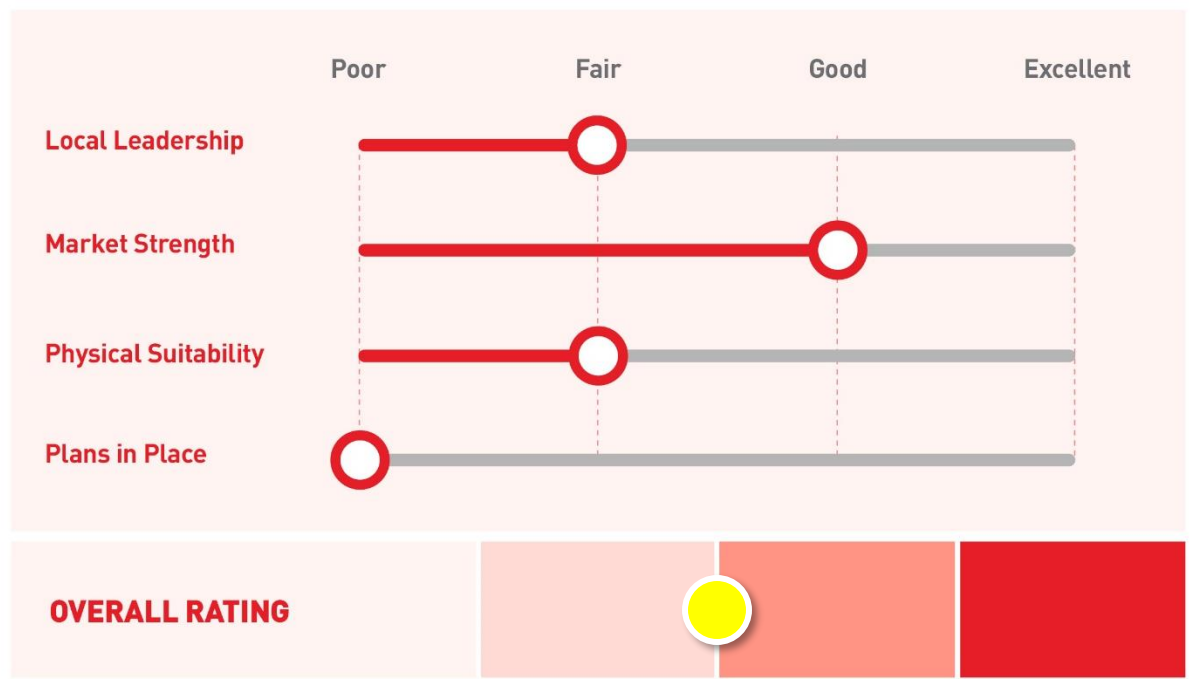 Poor Fair Good Excellent
Local Leadership
Market Strength
Physical Suitability
Plans in Place
OVERALL RATING